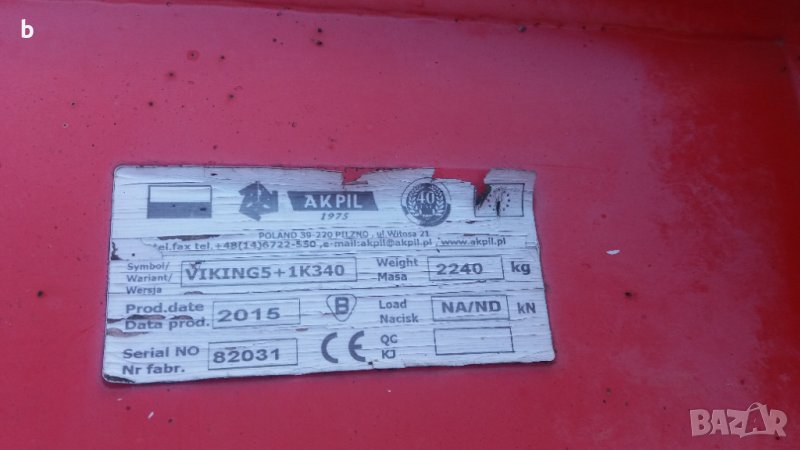 b
AKPIL
1975
40
POLAND 39-220 PILZNO, ul Witosa 21
tel.fax tel.+48(14)6722-550, e-mail:akpil@akpil.pl, www.akpil.pl
Symbol/ Wariant/ Wersja VIKING5+1K340 Weight Masa 2240 kg
Prod.date Data prod. 2015 B Load Nacisk NA/ND kN
Serial NO Nr fabr. 82031 CE QC KJ
BAZAR